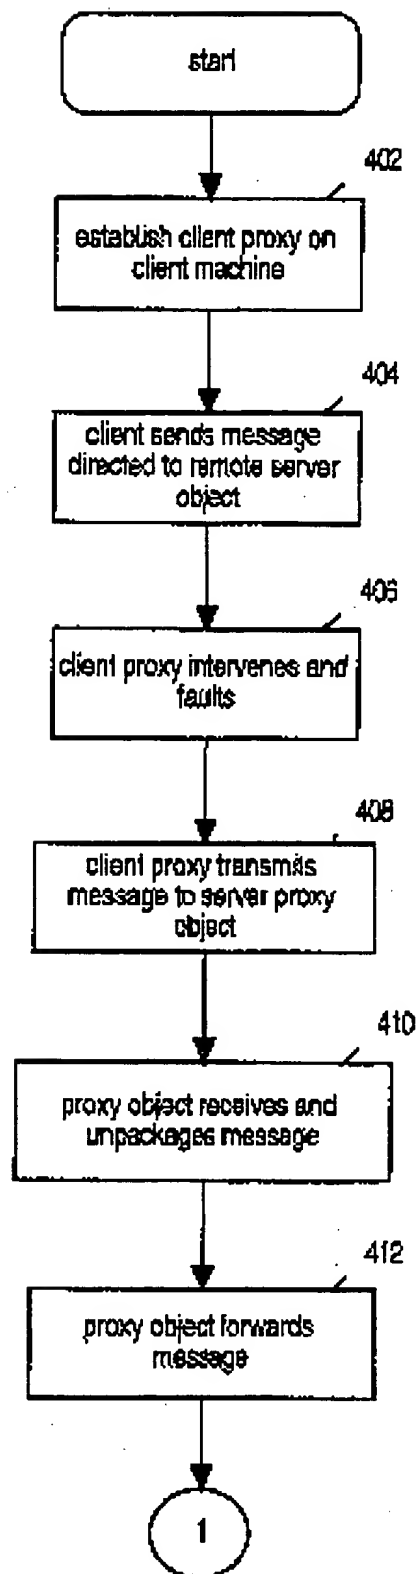 start
402
establish client proxy on
client machine
404
client sends message
directed to remote server
object
406
client proxy intervenes and
faults
408
client proxy transmits
message to server proxy
object
410
proxy object receives and
unpackages message
412
proxy object forwards
message
1